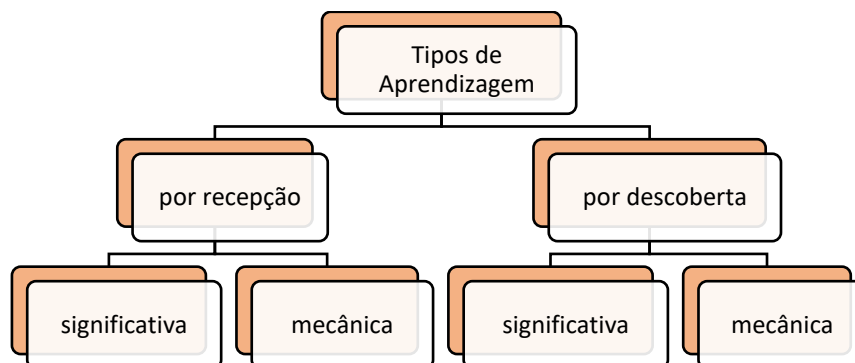 Tipos de
Aprendizagem
por recepção
por descoberta
significativa
mecânica
significativa
mecânica